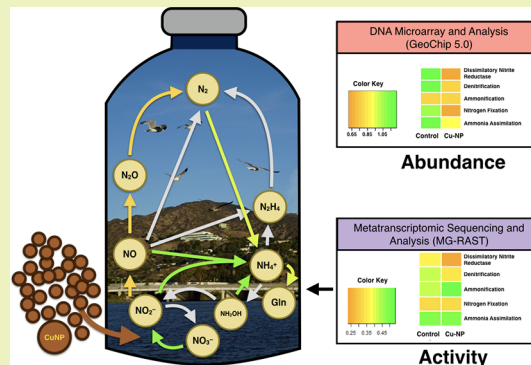 DNA Microarray and Analysis
(GeoChip 5.0)
Color Key
0.65 0.85 1.05
Dissimilatory Nitrite
Reductase
Denitrification
Ammonification
Nitrogen Fixation
Ammonia Assimilation
Control Cu-NP
Abundance
Metatranscriptomic Sequencing and
Analysis (MG-RAST)
Color Key
0.25 0.35 0.45
Dissimilatory Nitrite
Reductase
Denitrification
Ammonification
Nitrogen Fixation
Ammonia Assimilation
Control Cu-NP
Activity
N₂
N₂O
N₂H₄
NO
NH₄⁺
NO₂⁻
NH₂OH
Gln
NO₃⁻
CuNP